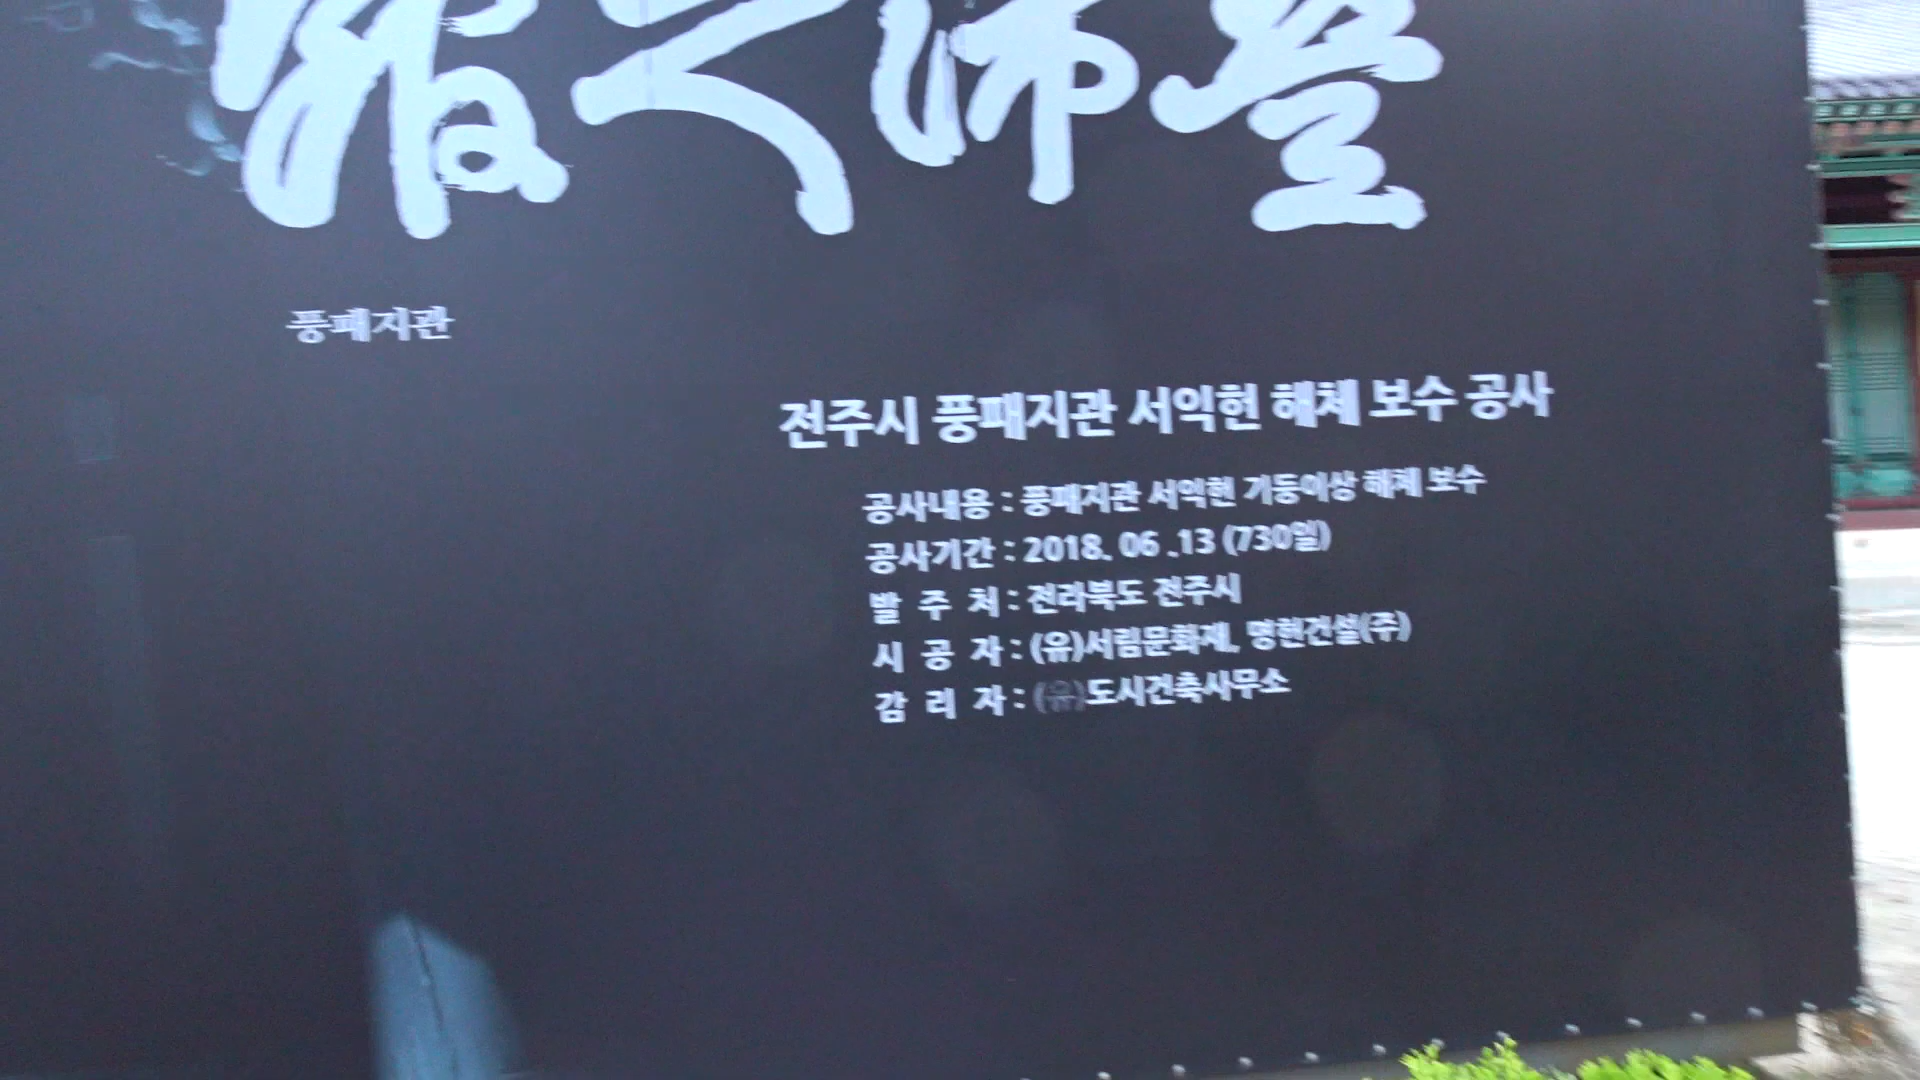 館之沛豊
풍패지관
전주시 풍패지관 서익헌 해체 보수 공사
공사내용 : 풍패지관 서익헌 기둥이상 해체 보수
공사기간 : 2018. 06 .13 (730일)
발 주 처 : 전라북도 전주시
시 공 자 : (유)서림문화재, 명현건설(주)
감 리 자 : (유)도시건축사무소